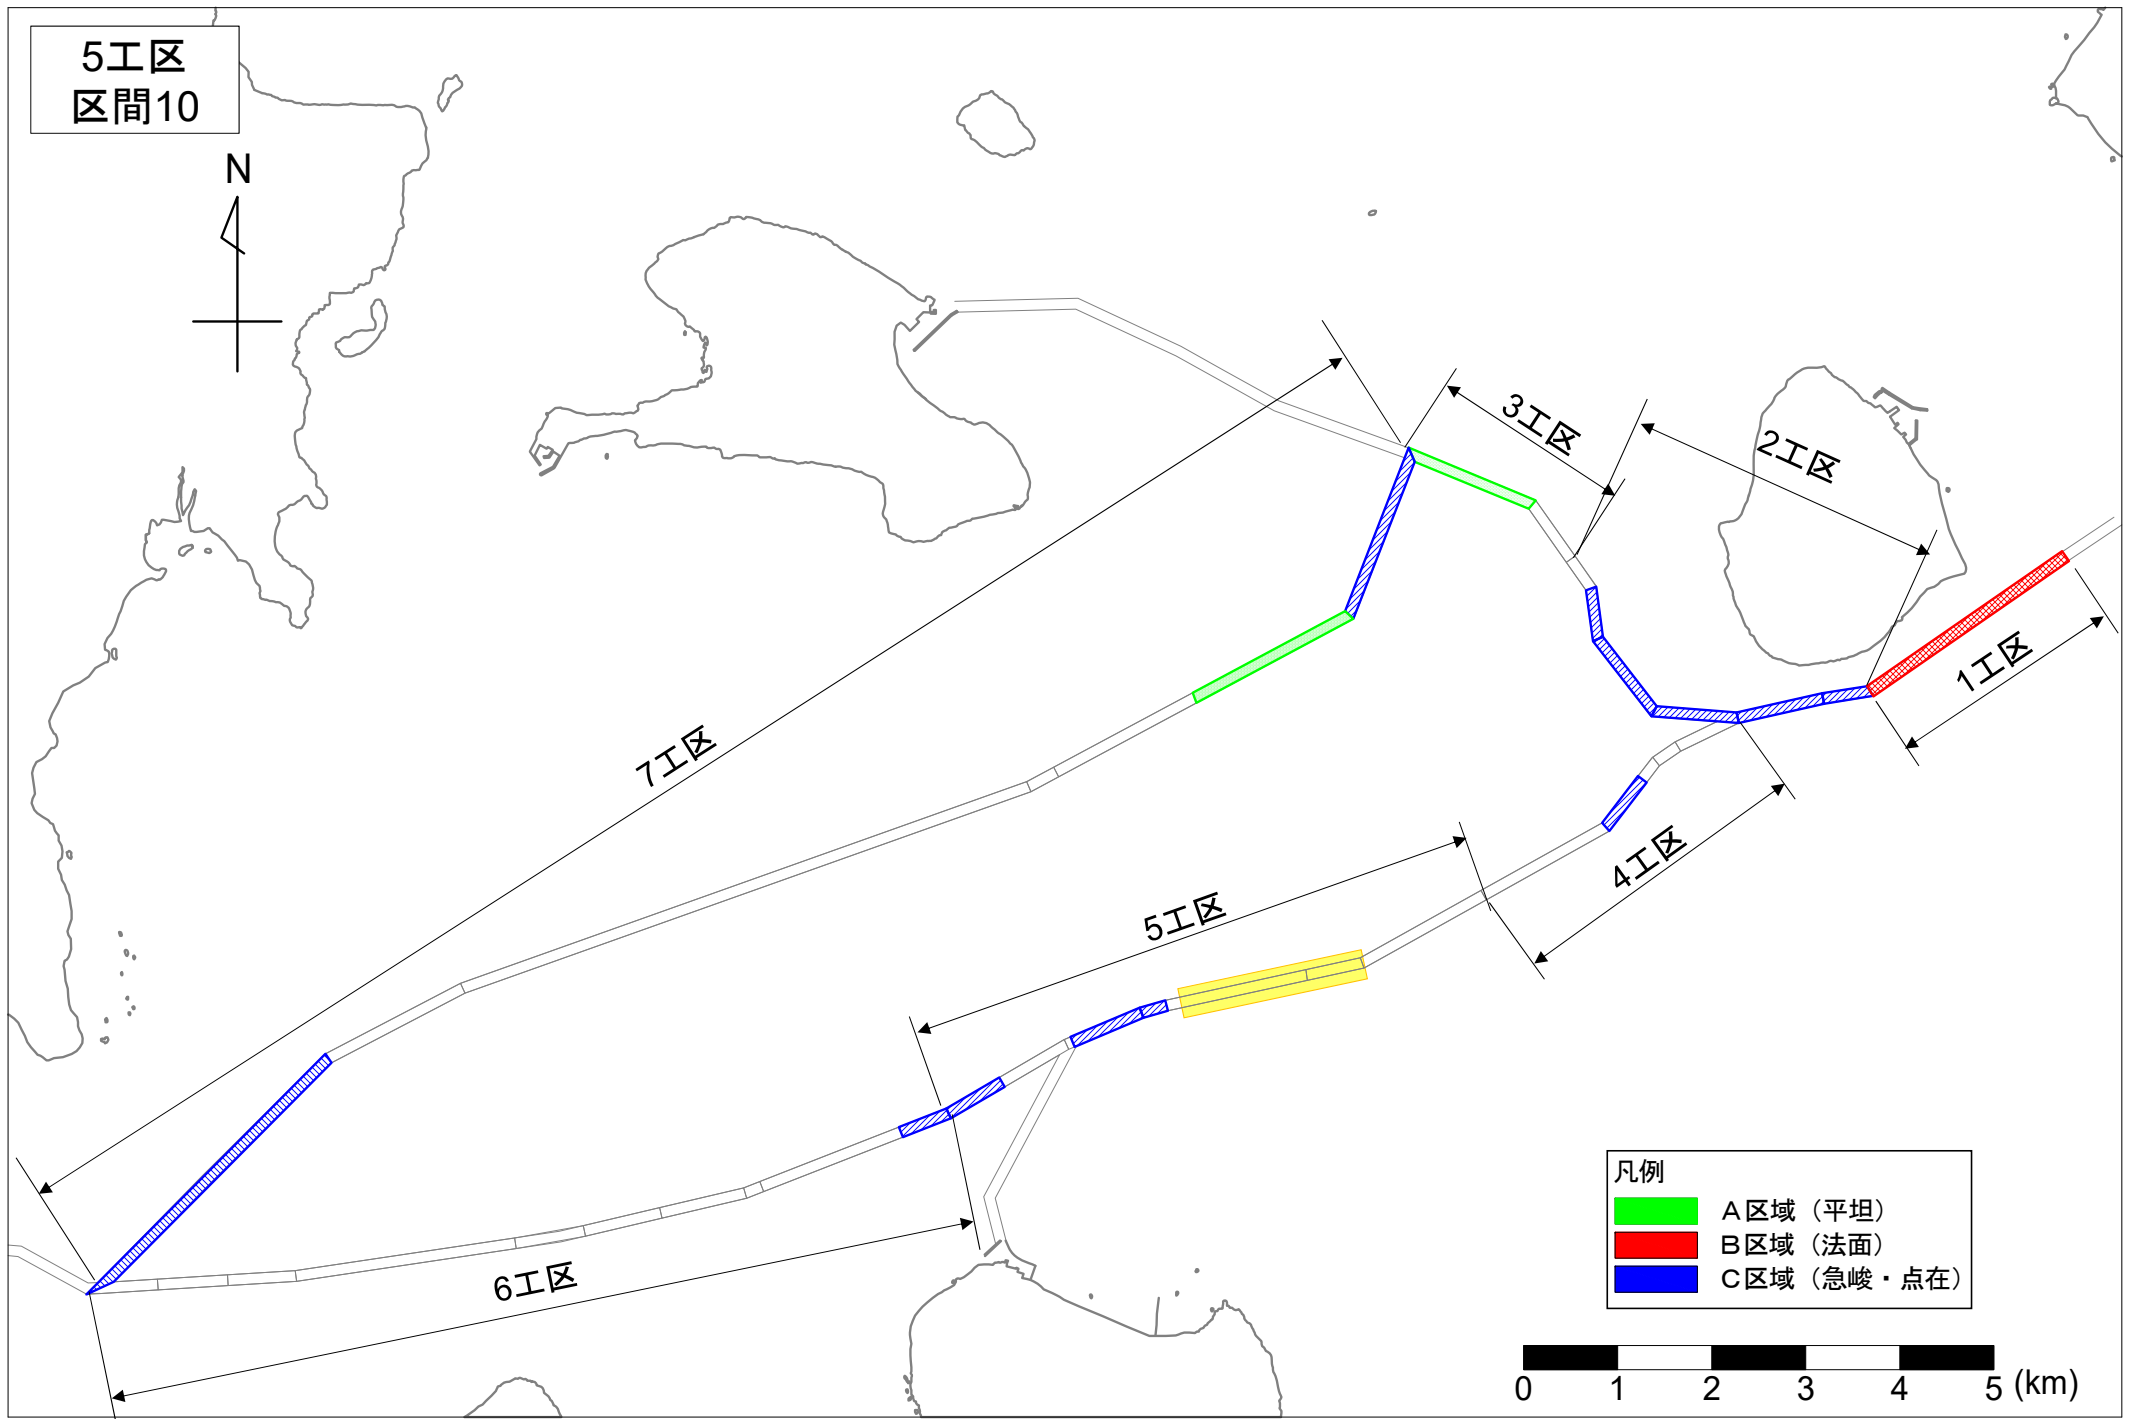 5工区
区間10
N
3工区
2工区
1工区
7工区
4工区
5工区
6工区
凡例
A区域（平坦）
B区域（法面）
C区域（急峻・点在）
0 1 2 3 4 5 (km)